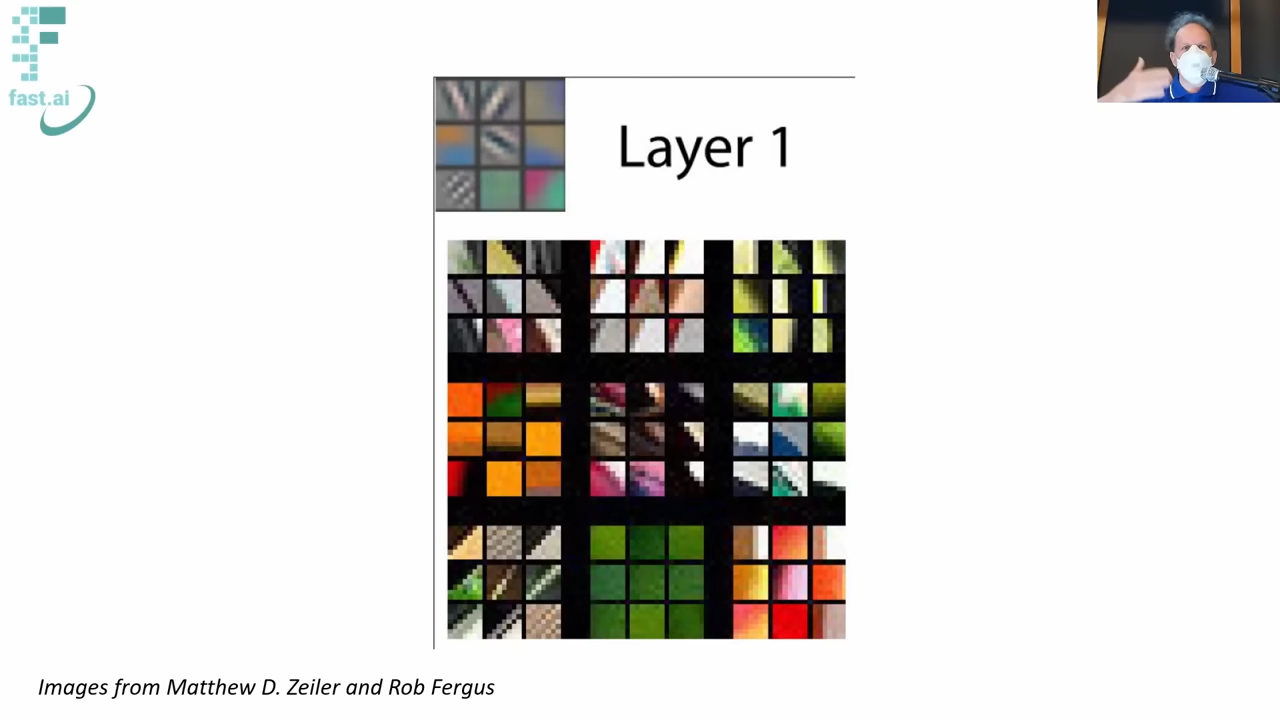 fast.ai
Layer 1
Images from Matthew D. Zeiler and Rob Fergus